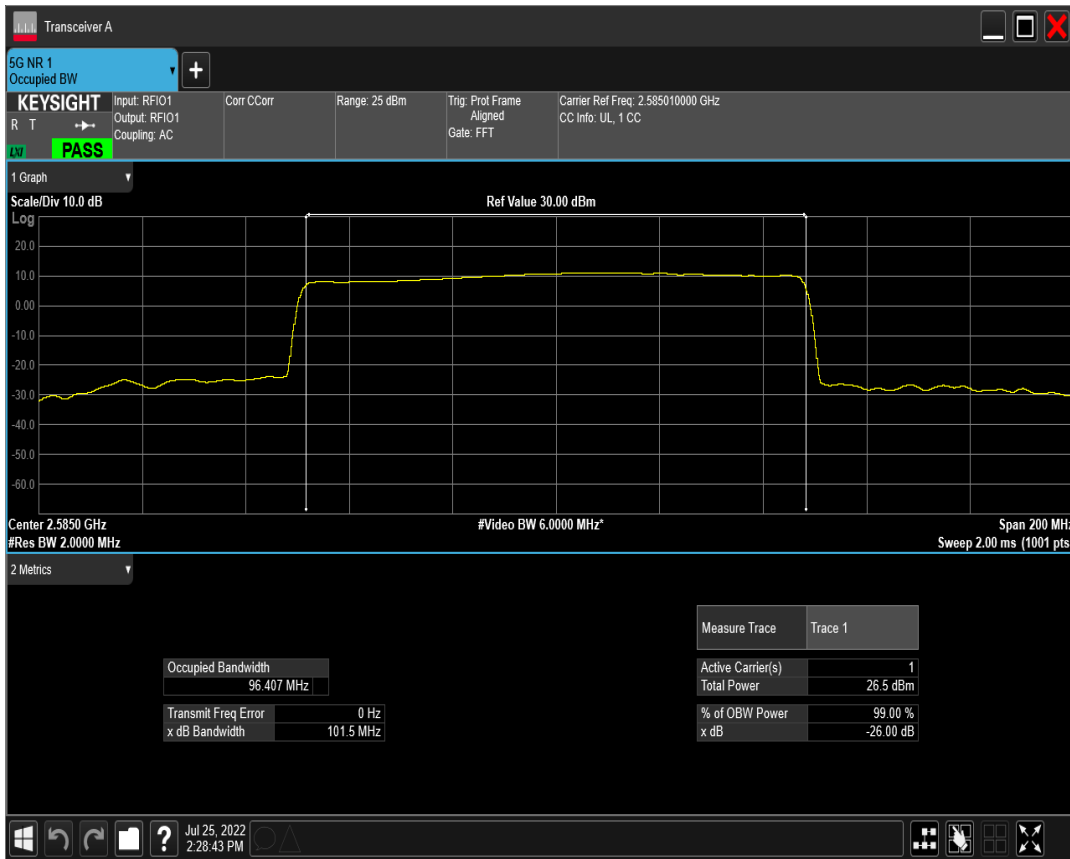 Transceiver A
5G NR 1
Occupied BW
+
KEYSIGHT
R T
LXI
PASS
Input: RFIO1
Output: RFIO1
Coupling: AC
Corr CCorr
Range: 25 dBm
Trig: Prot Frame
Aligned
Gate: FFT
Carrier Ref Freq: 2.585010000 GHz
CC Info: UL, 1 CC
1 Graph
Scale/Div 10.0 dB
Ref Value 30.00 dBm
Log
20.0
10.0
0.00
-10.0
-20.0
-30.0
-40.0
-50.0
-60.0
Center 2.5850 GHz
#Video BW 6.0000 MHz*
Span 200 MHz
#Res BW 2.0000 MHz
Sweep 2.00 ms (1001 pts
2 Metrics
Measure Trace Trace 1
Occupied Bandwidth
96.407 MHz
Active Carrier(s) 1
Total Power 26.5 dBm
Transmit Freq Error 0 Hz
x dB Bandwidth 101.5 MHz
% of OBW Power 99.00 %
x dB -26.00 dB
?
Jul 25, 2022
2:28:43 PM